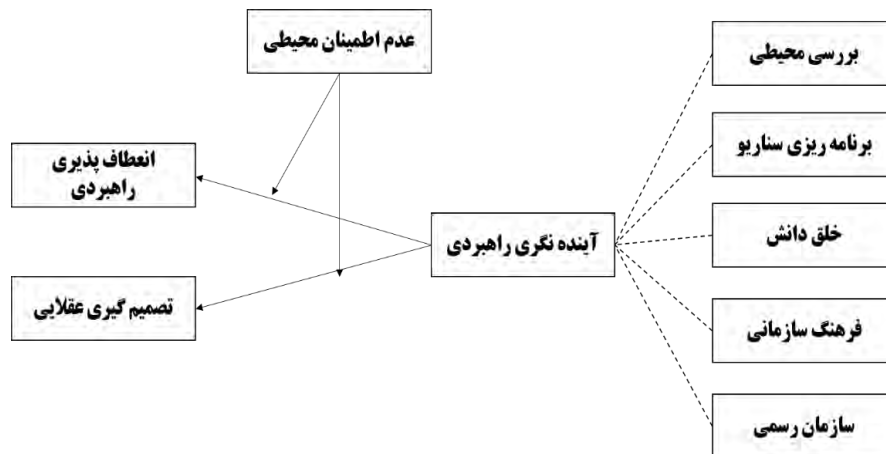 عدم اطمینان محیطی
بررسی محیطی
برنامه ریزی سناریو
انعطاف پذیری
راهبردی
خلق دانش
آینده نگری راهبردی
تصمیم گیری عقلایی
فرهنگ سازمانی
سازمان رسمی